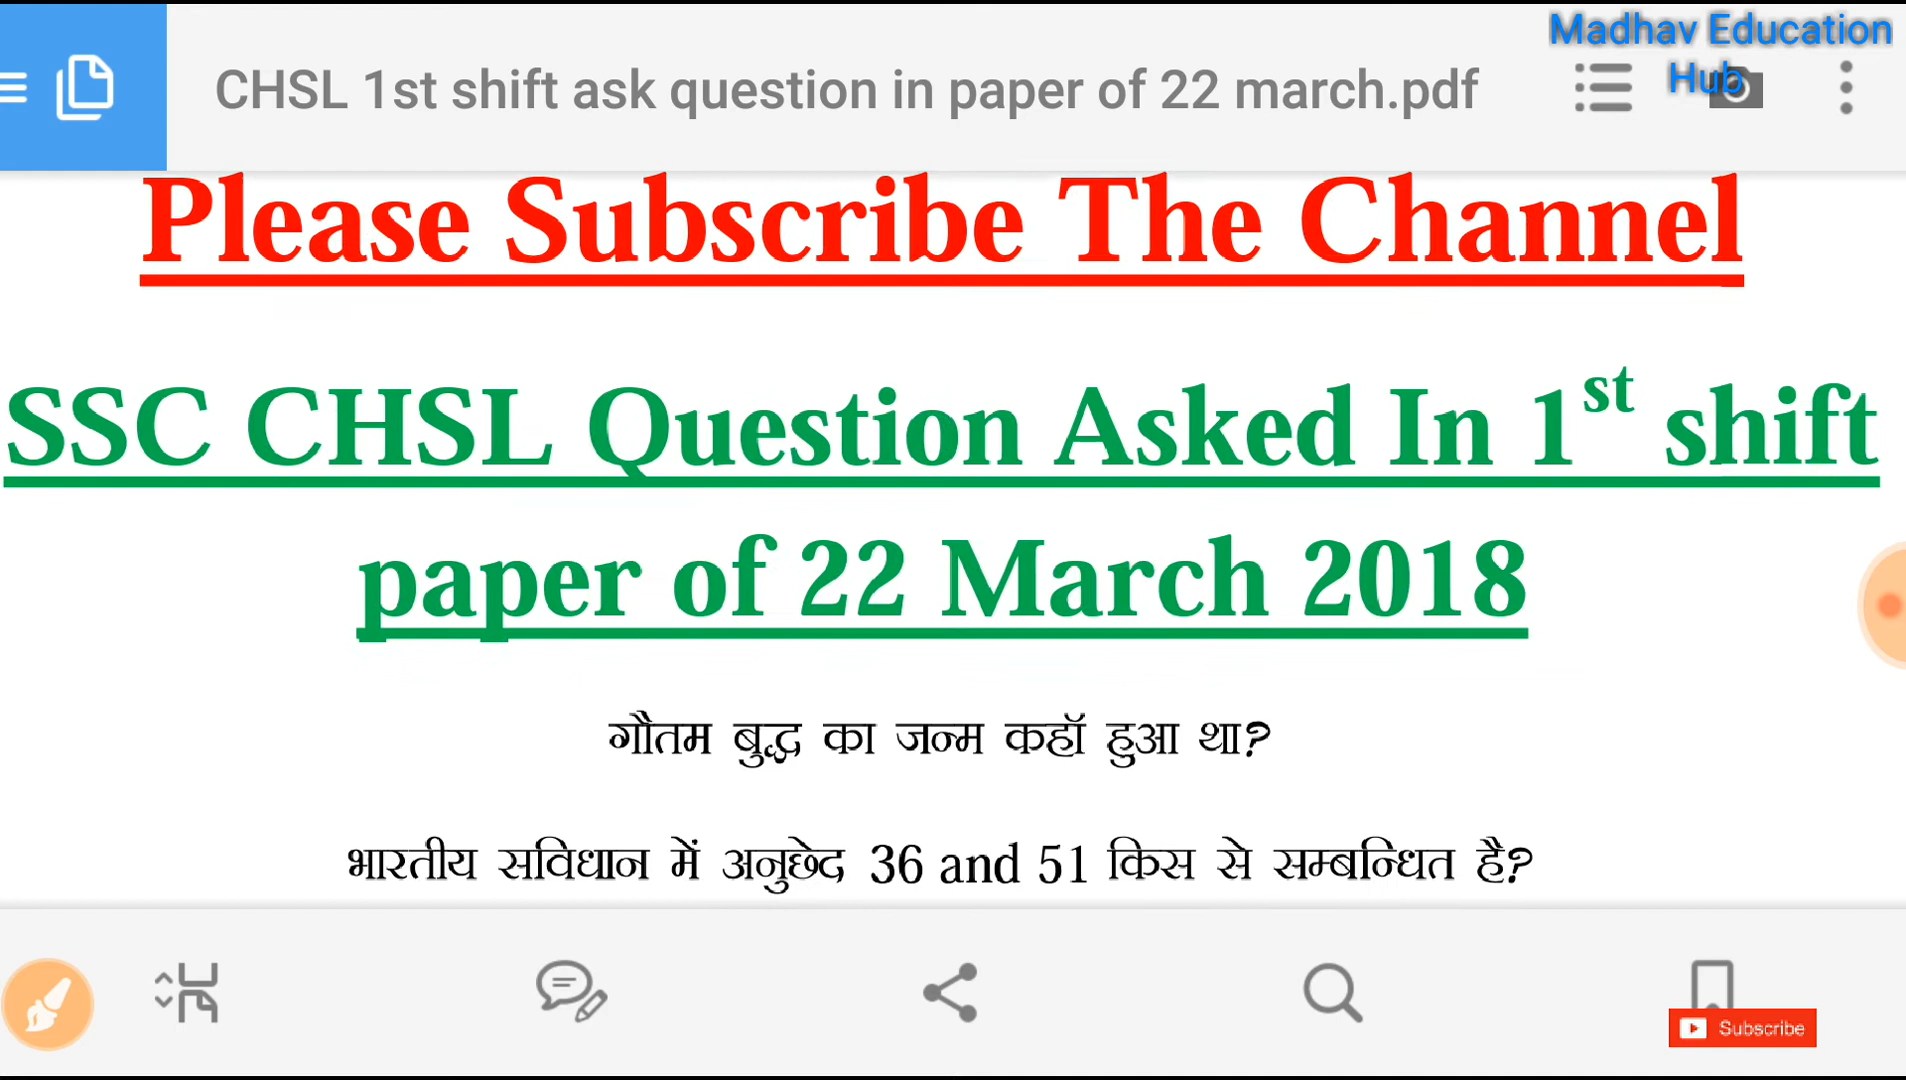 Madhav Education
Hub
CHSL 1st shift ask question in paper of 22 march.pdf
Please Subscribe The Channel
SSC CHSL Question Asked In 1st shift
paper of 22 March 2018
गौतम बुद्ध का जन्म कहॉ हुआ था?
भारतीय सविधान में अनुछेद 36 and 51 किस से सम्बन्धित है?
Subscribe